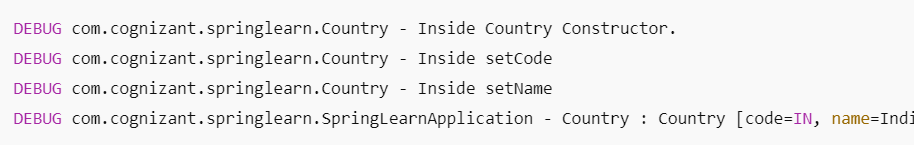 DEBUG com.cognizant.springlearn.Country - Inside Country Constructor.
DEBUG com.cognizant.springlearn.Country - Inside setCode
DEBUG com.cognizant.springlearn.Country - Inside setName
DEBUG com.cognizant.springlearn.SpringLearnApplication - Country : Country [code=IN, name=Indi